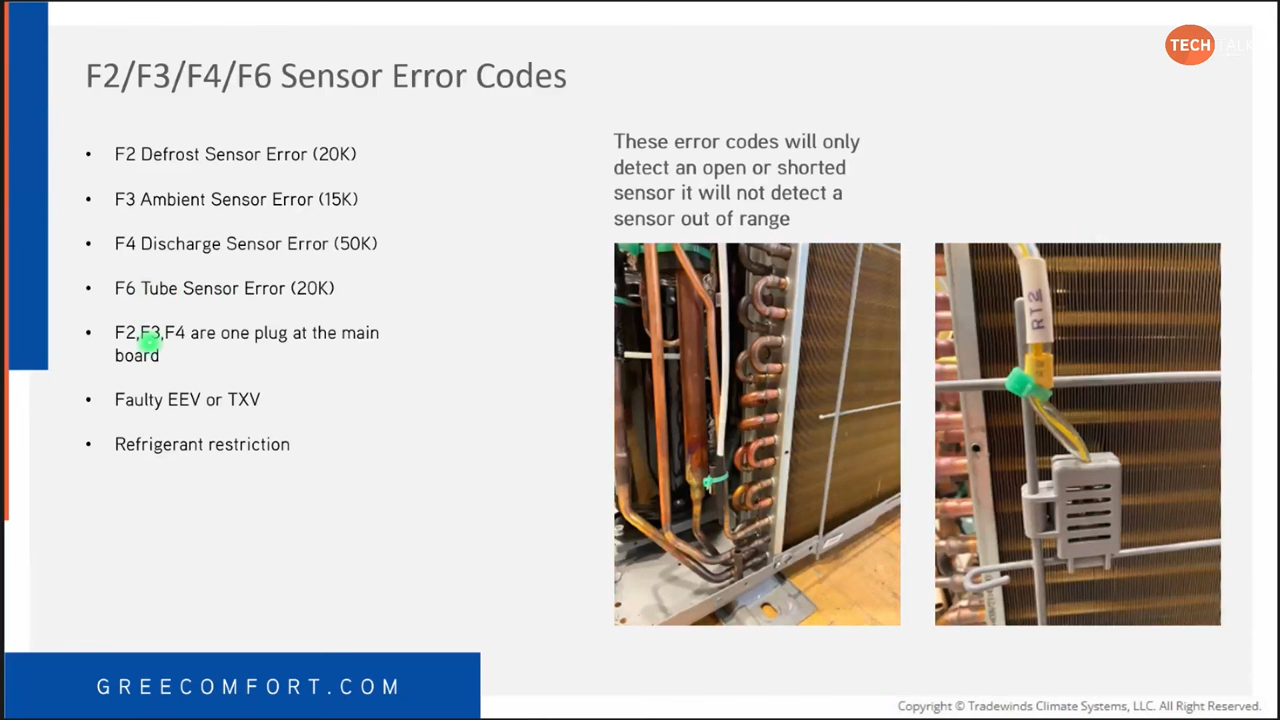 TECH TALK
F2/F3/F4/F6 Sensor Error Codes
• F2 Defrost Sensor Error (20K)
• F3 Ambient Sensor Error (15K)
• F4 Discharge Sensor Error (50K)
• F6 Tube Sensor Error (20K)
• F2,F3,F4 are one plug at the main
board
• Faulty EEV or TXV
• Refrigerant restriction
These error codes will only
detect an open or shorted
sensor it will not detect a
sensor out of range
RT2
GREECOMFORT.COM
Copyright © Tradewinds Climate Systems, LLC. All Right Reserved.